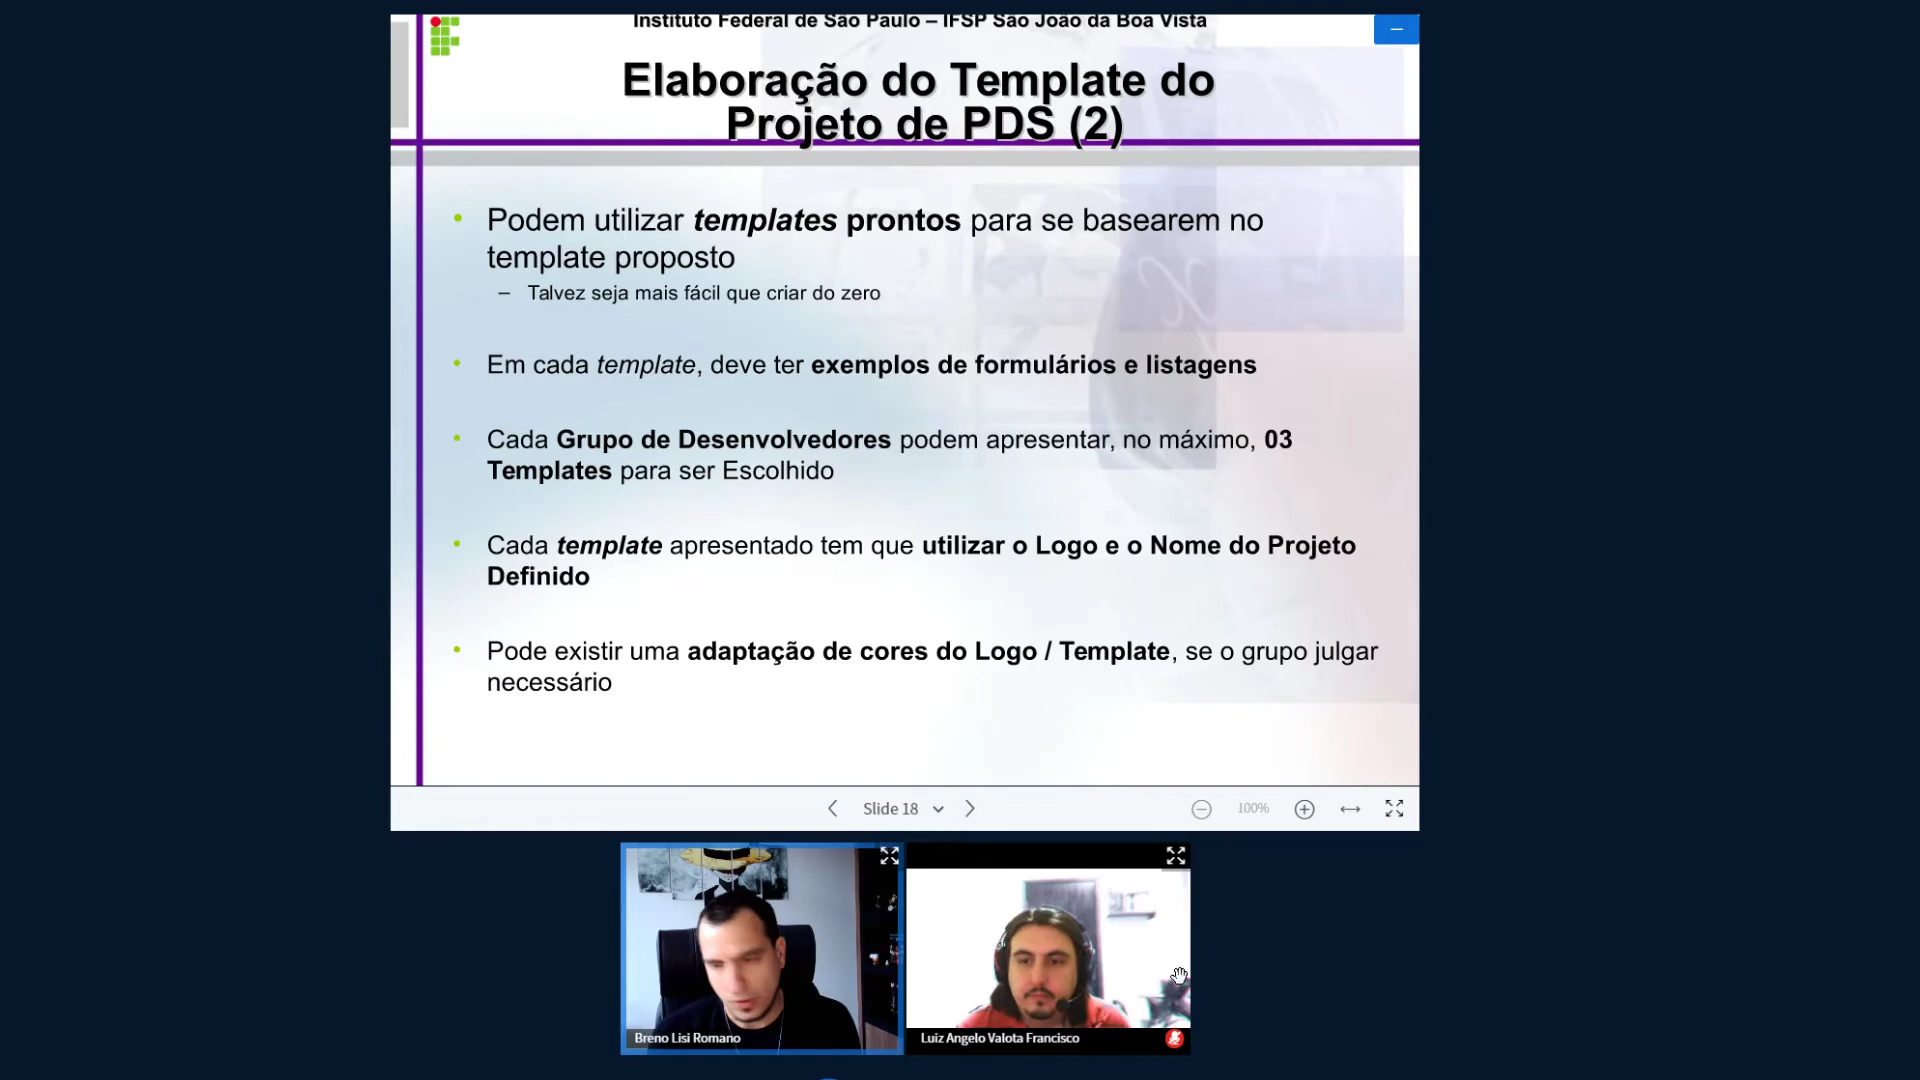 Instituto Federal de São Paulo – IFSP São João da Boa Vista
Elaboração do Template do
Projeto de PDS (2)
• Podem utilizar templates prontos para se basearem no
template proposto
– Talvez seja mais fácil que criar do zero
• Em cada template, deve ter exemplos de formulários e listagens
• Cada Grupo de Desenvolvedores podem apresentar, no máximo, 03
Templates para ser Escolhido
• Cada template apresentado tem que utilizar o Logo e o Nome do Projeto
Definido
• Pode existir uma adaptação de cores do Logo / Template, se o grupo julgar
necessário
Slide 18
100%
Breno Lisi Romano
Luiz Angelo Valota Francisco